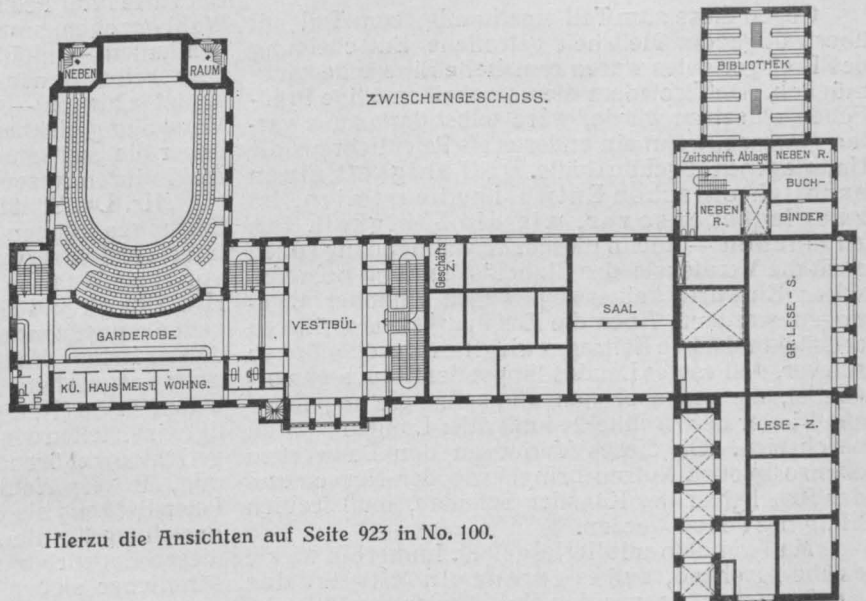 NEBEN RAUM
ZWISCHENGESCHOSS.
BIBLIOTHEK
Zeitschrift. Ablage NEBEN R.
BUCH-
NEBEN
R.
BINDER
Geschäfts
Z.
VESTIBÜL
SAAL
GR. LESE-S.
GARDEROBE
KÜ. HAUS MEIST. WOHNG.
LESE-Z.
Hierzu die Ansichten auf Seite 923 in No. 100.